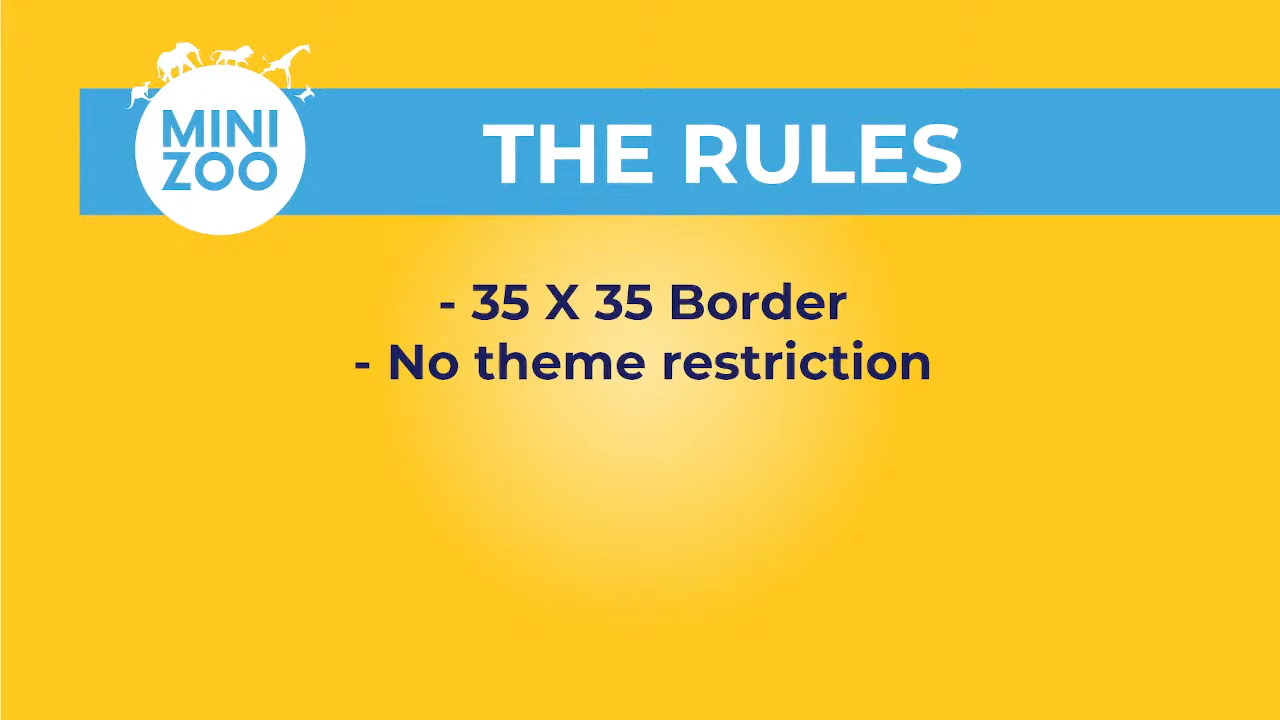 MINI
ZOO
THE RULES
- 35 X 35 Border
- No theme restriction